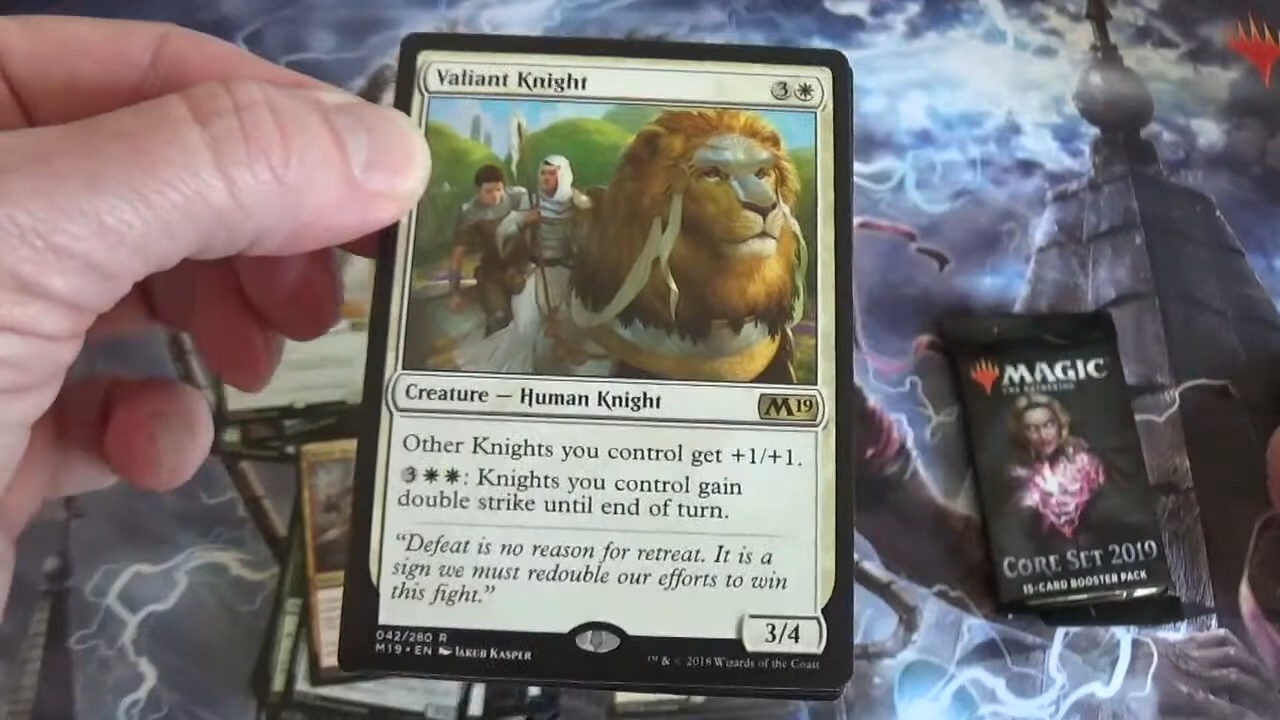 Valiant Knight
3
Creature — Human Knight
M19
Other Knights you control get +1/+1.
3 : Knights you control gain
double strike until end of turn.
“Defeat is no reason for retreat. It is a
sign we must redouble our efforts to win
this fight.”
3/4
042/280 R
M19 • EN Jakub Kasper
™ & © 2018 Wizards of the Coast
MAGIC
THE GATHERING
CORE SET 2019
15-CARD BOOSTER PACK